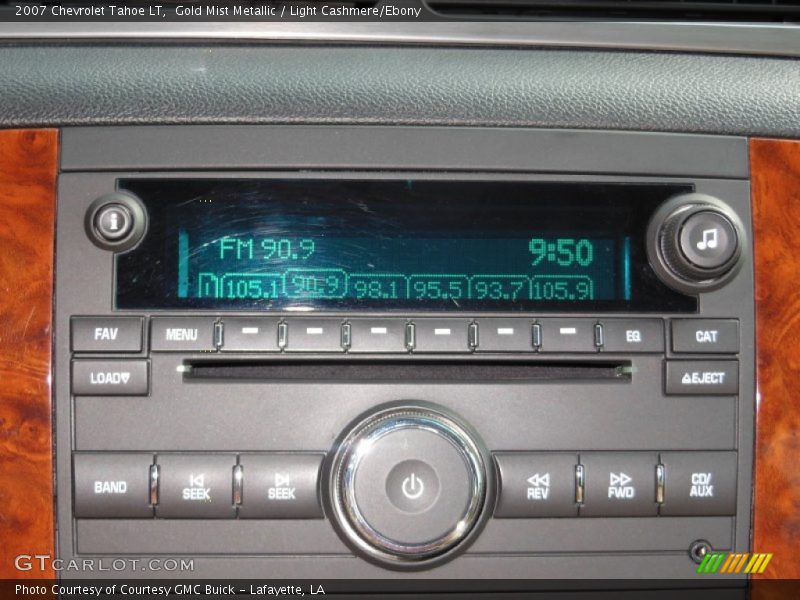 2007 Chevrolet Tahoe LT,  Gold Mist Metallic / Light Cashmere/Ebony
i
FM 90.9 9:50
105.1 90.9 98.1 95.5 93.7 105.9
FAV MENU EQ CAT
LOAD EJECT
BAND SEEK SEEK REV FWD CD/AUX
GTCARLOT.COM
Photo Courtesy of Courtesy GMC Buick - Lafayette, LA